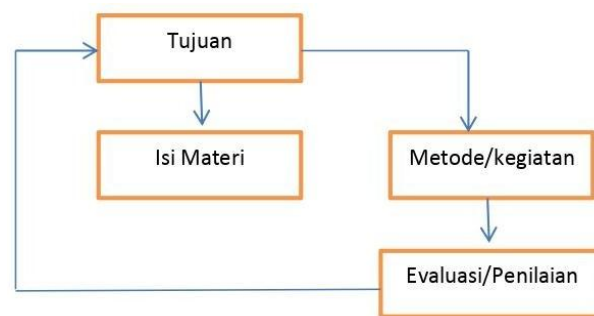 Tujuan
Isi Materi
Metode/kegiatan
Evaluasi/Penilaian